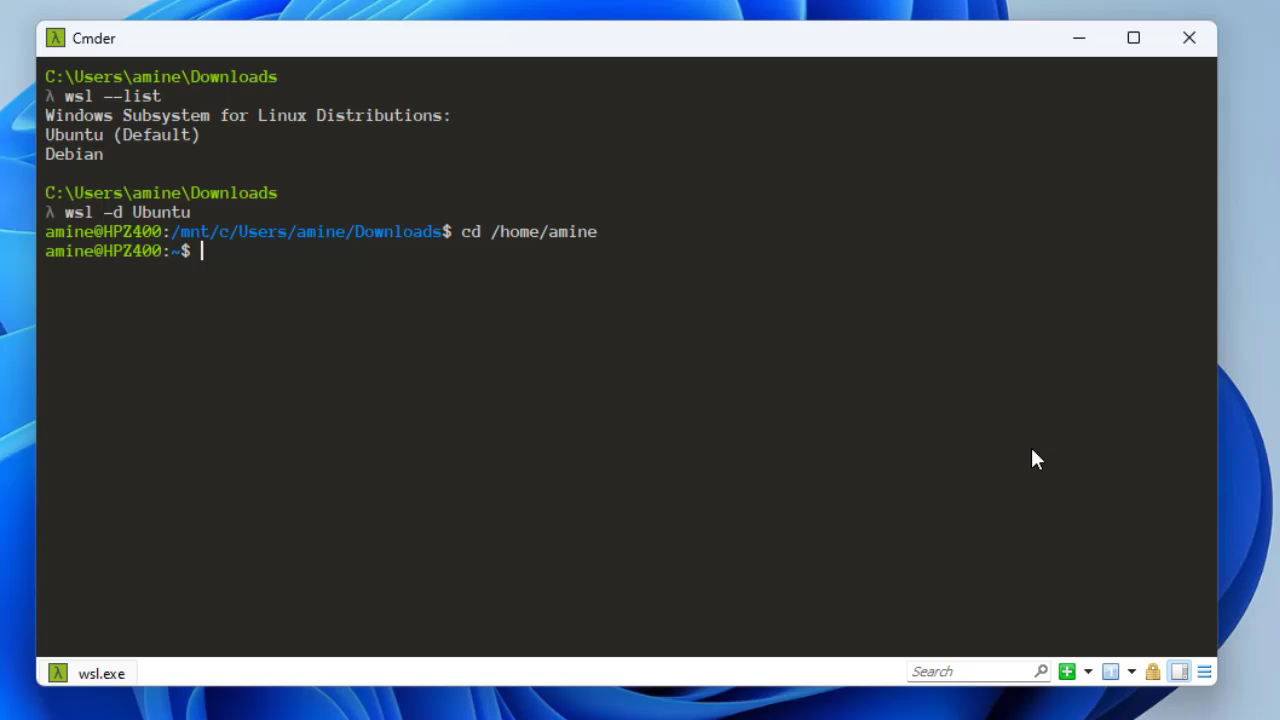 Cmder
C:\Users\amine\Downloads
λ wsl --list
Windows Subsystem for Linux Distributions:
Ubuntu (Default)
Debian
C:\Users\amine\Downloads
λ wsl -d Ubuntu
amine@HPZ400:/mnt/c/Users/amine/Downloads$ cd /home/amine
amine@HPZ400:~$
wsl.exe
Search